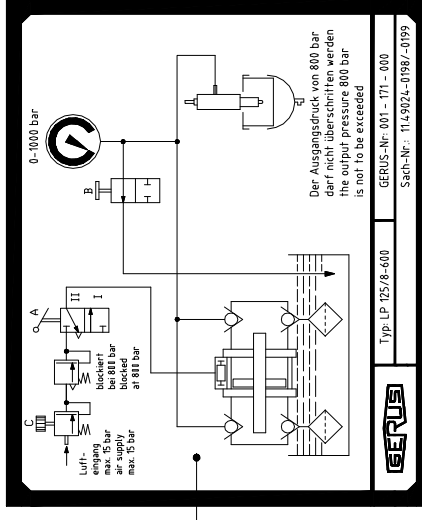 0-1000 bar
A
B
C
II
I
blockiert
bei 800 bar
blocked
at 800 bar
Luft-
eingang
max. 15 bar
air supply
max. 15 bar
Der Ausgangsdruck von 800 bar
darf nicht überschritten werden
the output pressure 800 bar
is not to be exceeded
GERUS
Typ: LP 125/8-600
GERUS-Nr: 001 - 171 - 000
Sach-Nr.: 11.49024-0198/-0199